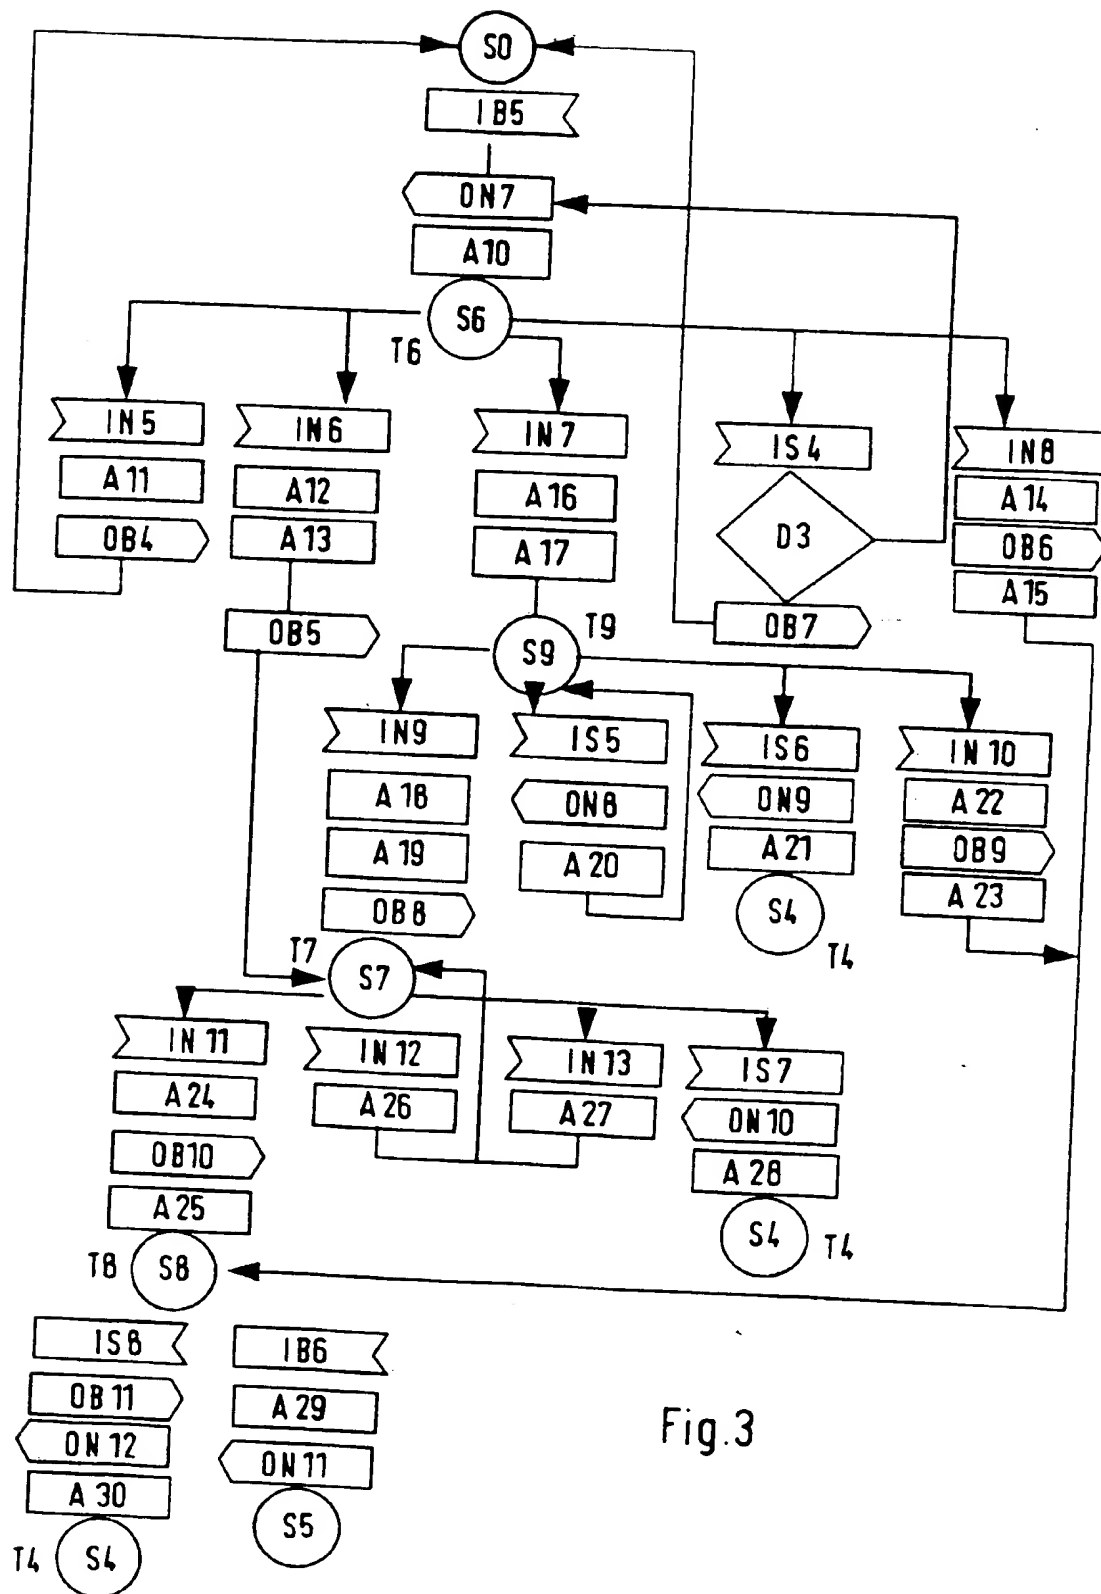 S0
IB5
ON7
A10
S6
T6
IN5
IN6
IN7
IS4
IN8
A11
A12
A16
D3
A14
OB4
A13
A17
OB6
A15
OB5
OB7
S9
T9
IN9
IS5
IS6
IN10
A18
ON8
ON9
A22
A19
A20
A21
OB9
OB8
S4
A23
T4
T7
S7
IN11
IN12
IN13
IS7
A24
A26
A27
ON10
OB10
A28
A25
S4
T4
T8
S8
IS8
IB6
OB11
A29
ON12
ON11
A30
S5
T4
S4
Fig.3